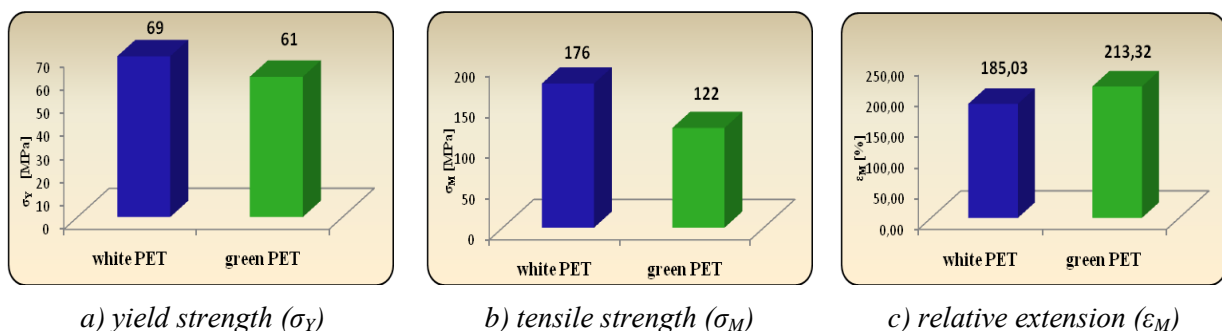 69
61
70
60
50
40
30
20
10
0
σY [MPa]
white PET
green PET
a) yield strength (σY)
176
122
200
150
100
50
0
σM [MPa]
white PET
green PET
b) tensile strength (σM)
185,03
213,32
250,00
200,00
150,00
100,00
50,00
0,00
εM [%]
white PET
green PET
c) relative extension (εM)